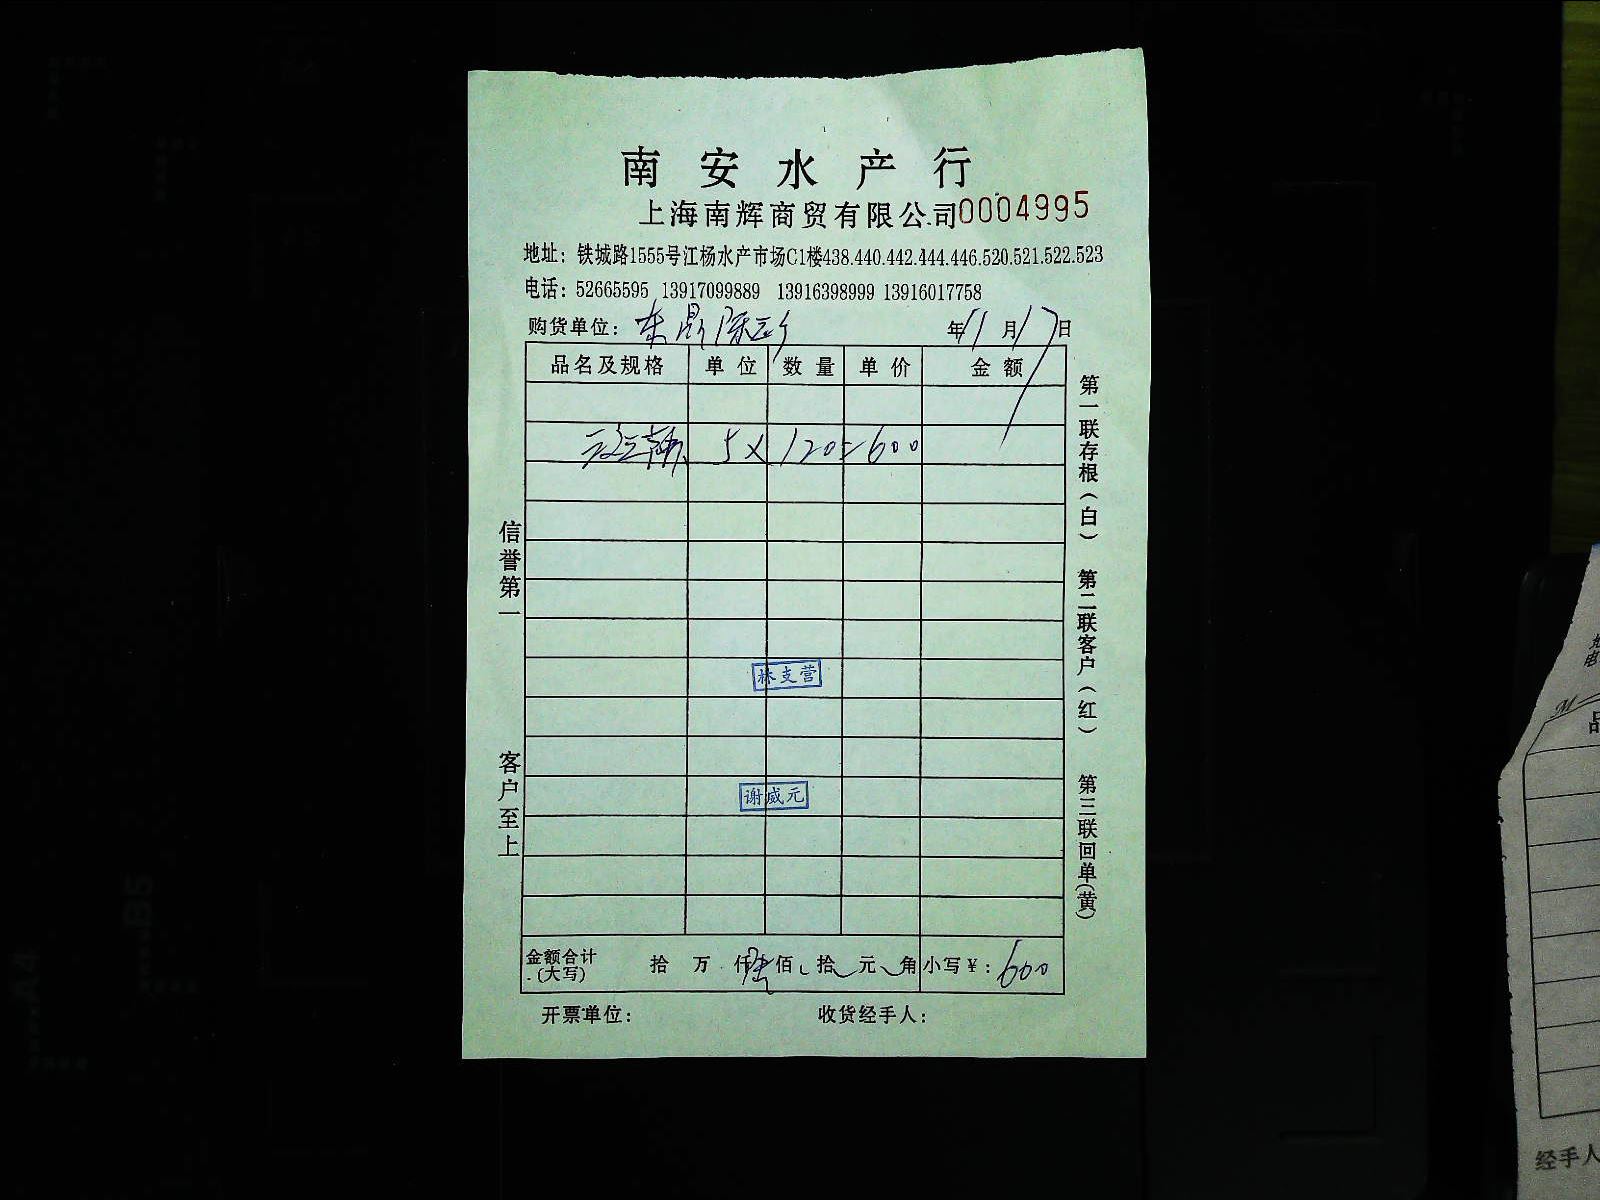 南安水产行
上海南辉商贸有限公司0004995
地址：铁城路1555号江杨水产市场C1楼438.440.442.444.446.520.521.522.523
电话：52665595 13917099889 13916398999 13916017758
购货单位： 年11月17日
品名及规格 单位 数量 单价 金额
5 X 120=600
林支营
谢威元
金额合计(大写) 拾 万 仟陆佰 拾 元 角 小写￥：600
开票单位： 收货经手人：
信誉第一
客户至上
第一联存根（白）
第二联客户（红）
第三联回单(黄)
经手人